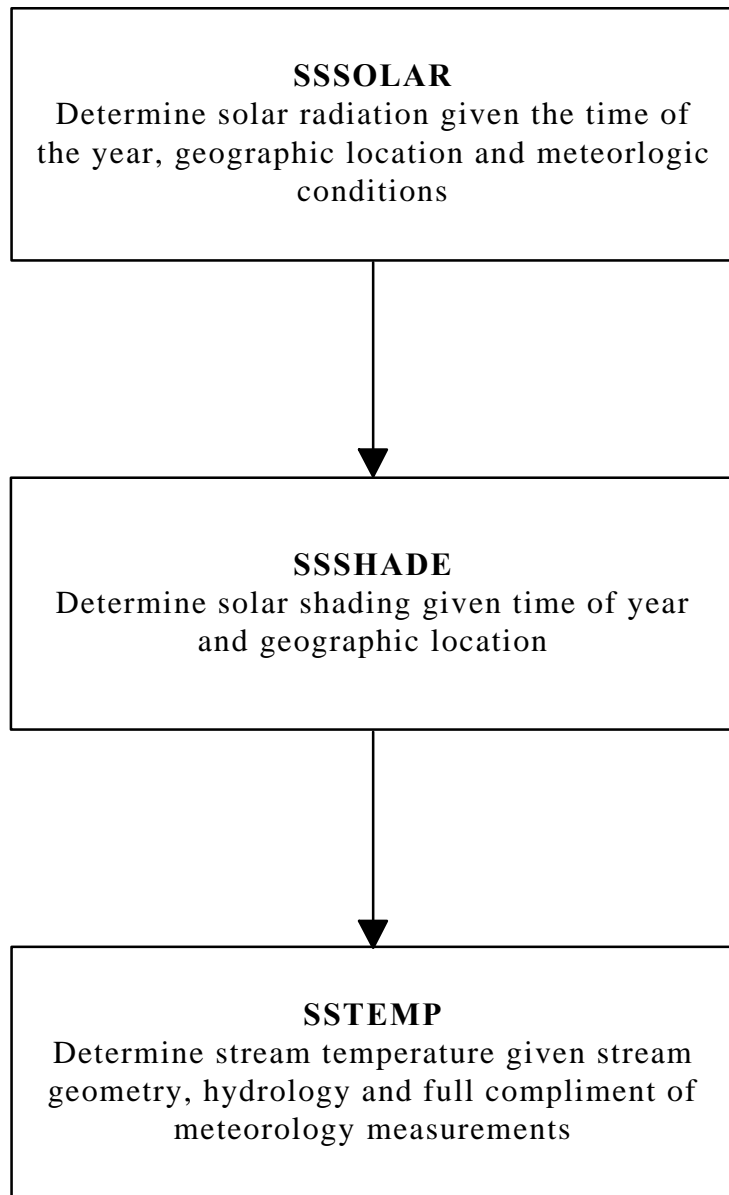 SSSOLAR
Determine solar radiation given the time of
the year, geographic location and meteorlogic
conditions
SSSHADE
Determine solar shading given time of year
and geographic location
SSTEMP
Determine stream temperature given stream
geometry, hydrology and full compliment of
meteorology measurements